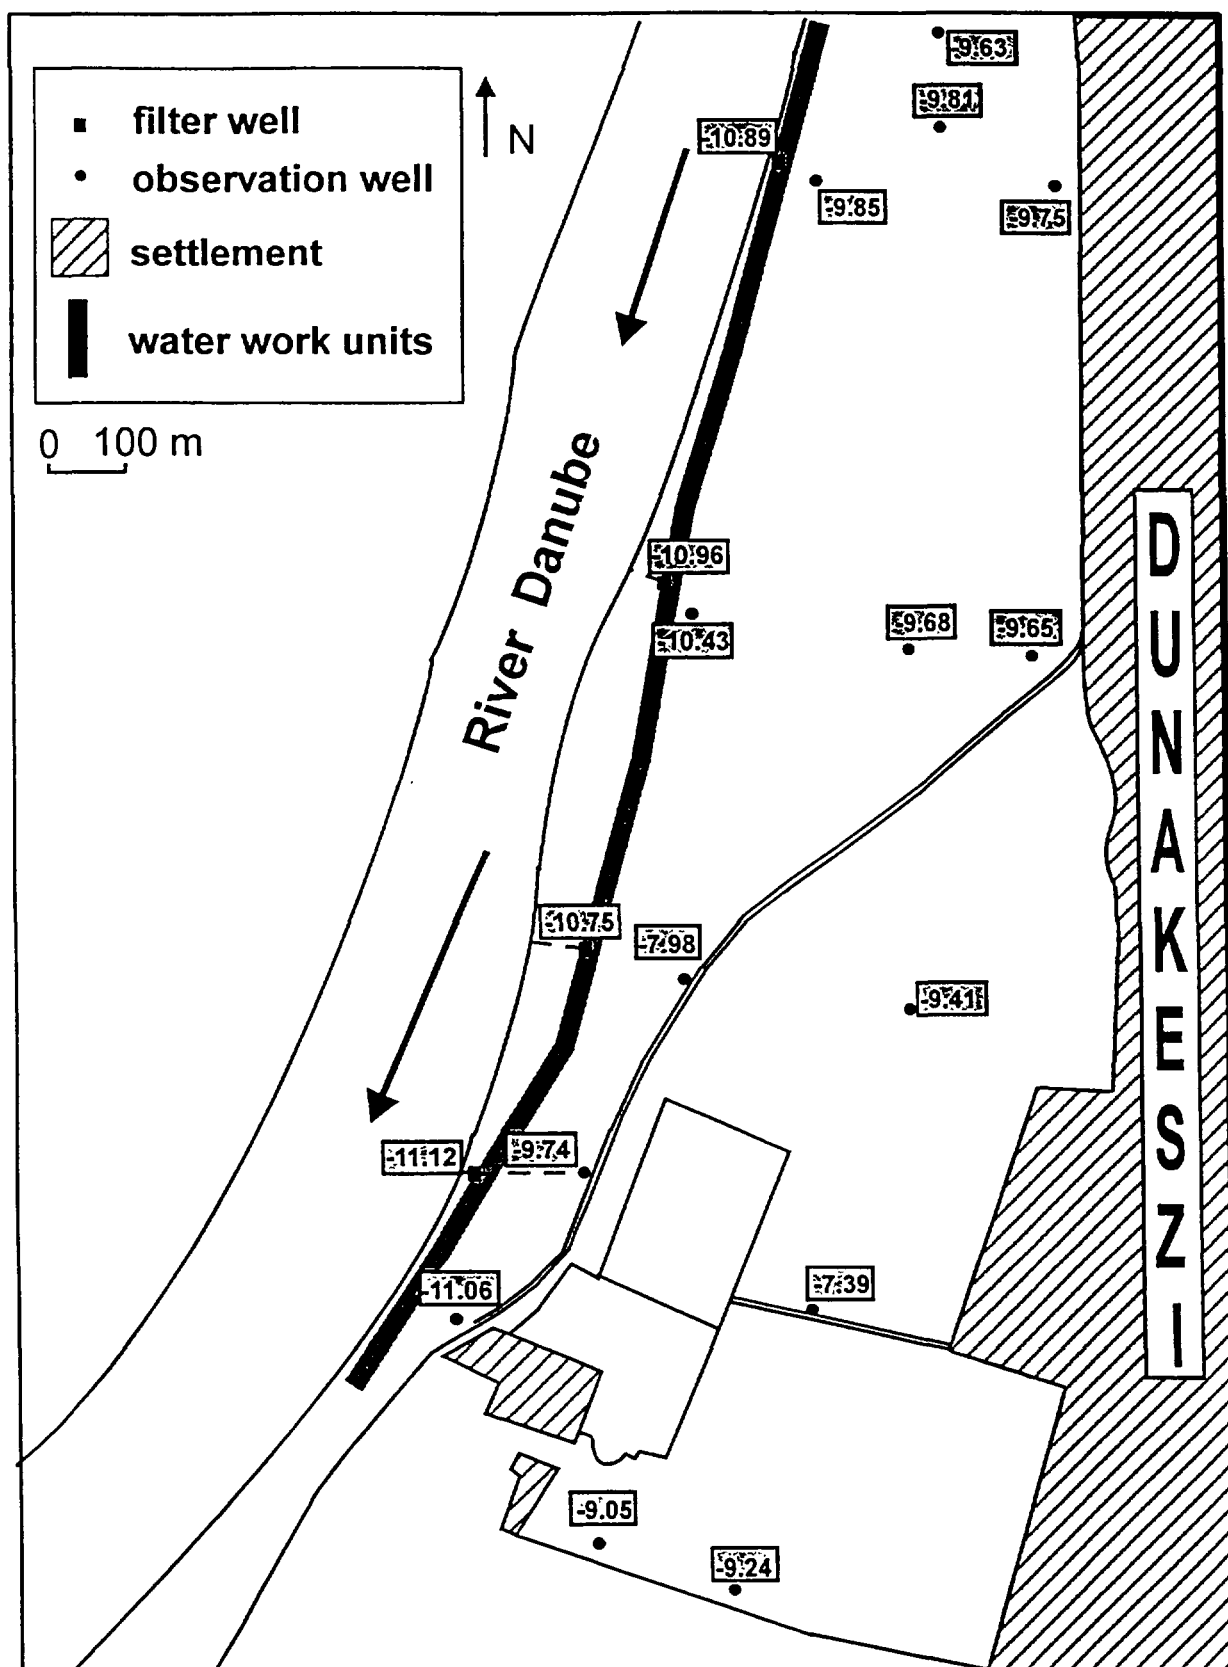 -9.63
filter well
-9.81
N
-10.89
observation well
-9.85
-9.75
settlement
water work units
0 100 m
River Danube
-10.96
-10.43
-9.68
-9.65
DUNAKESZI
-10.75
-7.98
-9.41
-11.12
-9.74
-11.06
-7.39
-9.05
-9.24